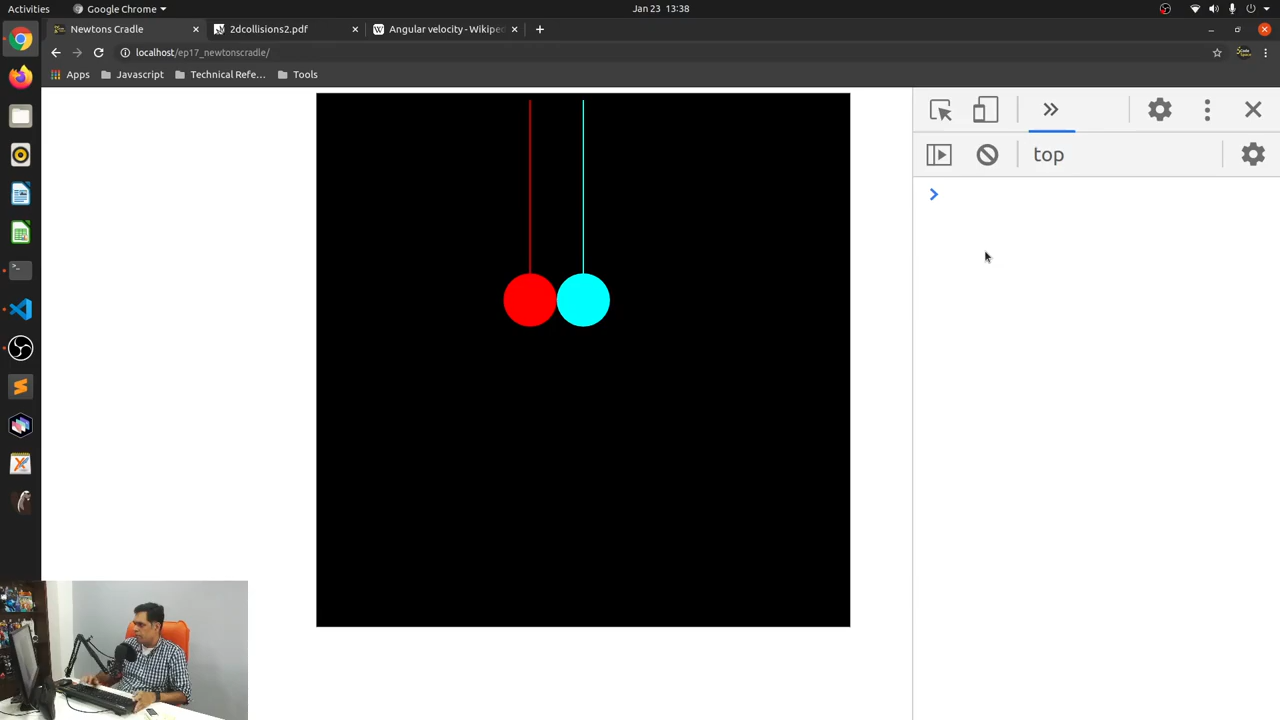 Activities
Google Chrome
Jan 23 13:38
Newtons Cradle
2dcollisions2.pdf
Angular velocity - Wikipe
localhost/ep17_newtonscradle/
Apps
Javascript
Technical Refe...
Tools
top